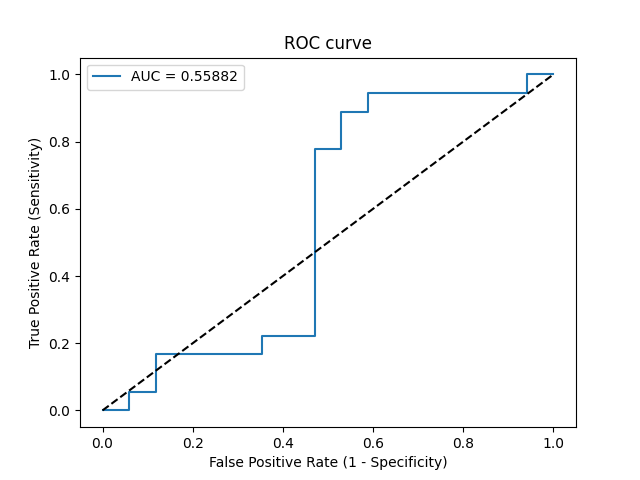 ROC curve
AUC = 0.55882
True Positive Rate (Sensitivity)
1.0
0.8
0.6
0.4
0.2
0.0
0.0 0.2 0.4 0.6 0.8 1.0
False Positive Rate (1 - Specificity)